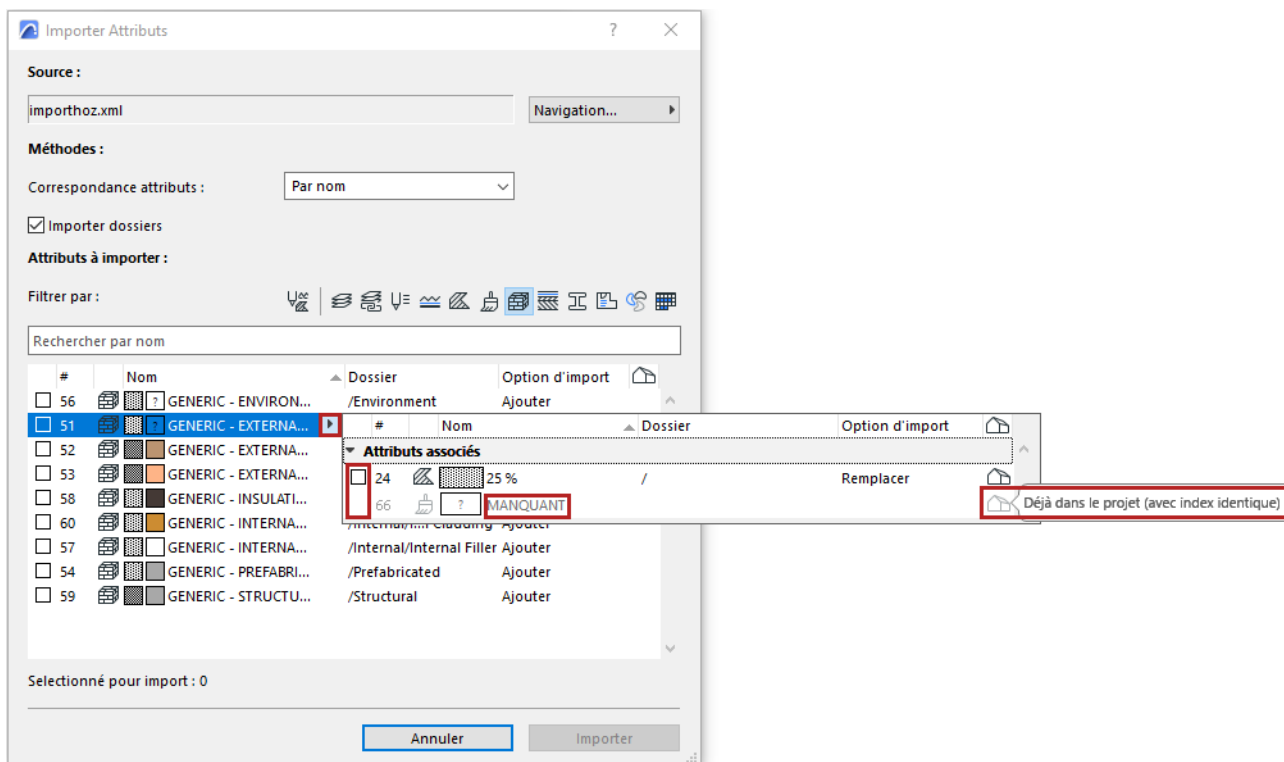 Importer Attributs ?
Source :
importhoz.xml Navigation...
Méthodes :
Correspondance attributs : Par nom
Importer dossiers
Attributs à importer :
Filtrer par :
Rechercher par nom
# Nom Dossier Option d'import
56 ? GENERIC - ENVIRON... /Environment Ajouter
51 ? GENERIC - EXTERNA...
52 GENERIC - EXTERNA...
53 GENERIC - EXTERNA...
58 GENERIC - INSULATI...
60 GENERIC - INTERNA... Ajouter
57 GENERIC - INTERNA... /Internal/Internal Filler Ajouter
54 GENERIC - PREFABRI... /Prefabricated Ajouter
59 GENERIC - STRUCTU... /Structural Ajouter
# Nom Dossier Option d'import
Attributs associés
24 25 % / Remplacer
66 ? MANQUANT
Déjà dans le projet (avec index identique)
Selectionné pour import : 0
Annuler Importer